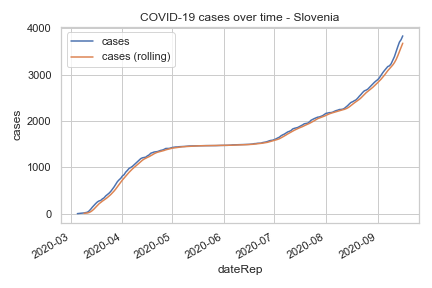 COVID-19 cases over time - Slovenia
cases
cases (rolling)
4000
3000
2000
1000
0
cases
2020-03
2020-04
2020-05
2020-06
2020-07
2020-08
2020-09
dateRep